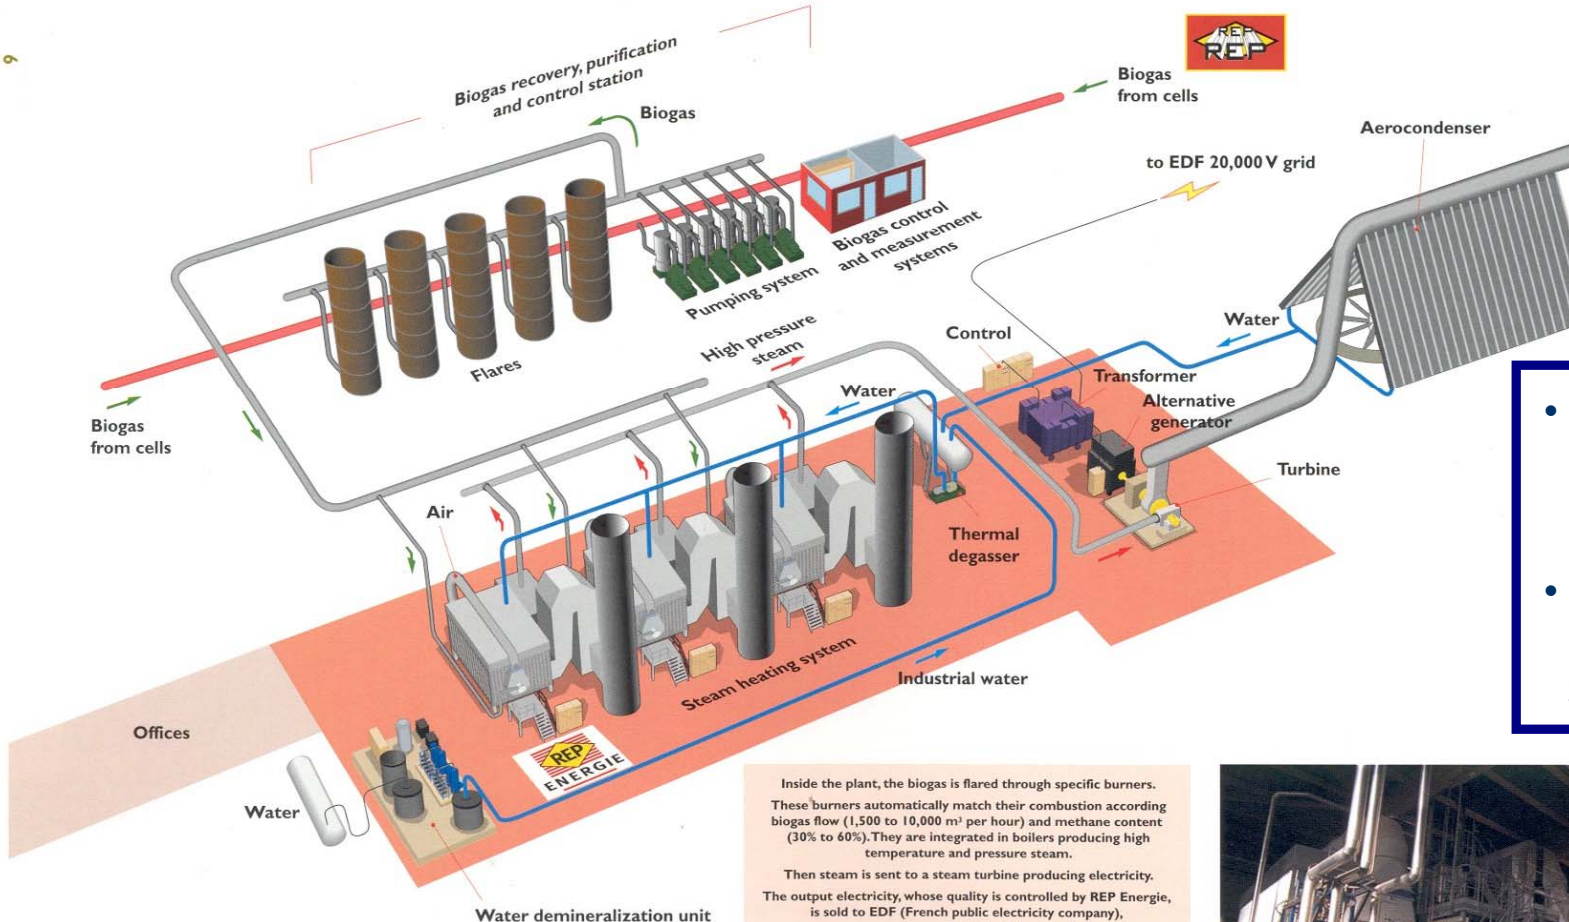 9
Biogas recovery, purification
and control station
Biogas
REP
REP
Biogas
from cells
Aerocondenser
to EDF 20,000 V grid
Biogas control
and measurement
systems
Pumping system
Flares
High pressure
steam
Control
Water
Water
Transformer
Alternative
generator
Turbine
Biogas
from cells
Air
Thermal
degasser
Steam heating system
Industrial water
Offices
REP
ENERGIE
Water
Water demineralization unit
Inside the plant, the biogas is flared through specific burners.
These burners automatically match their combustion according
biogas flow (1,500 to 10,000 m³ per hour) and methane content
(30% to 60%). They are integrated in boilers producing high
temperature and pressure steam.
Then steam is sent to a steam turbine producing electricity.
The output electricity, whose quality is controlled by REP Energie,
is sold to EDF (French public electricity company),